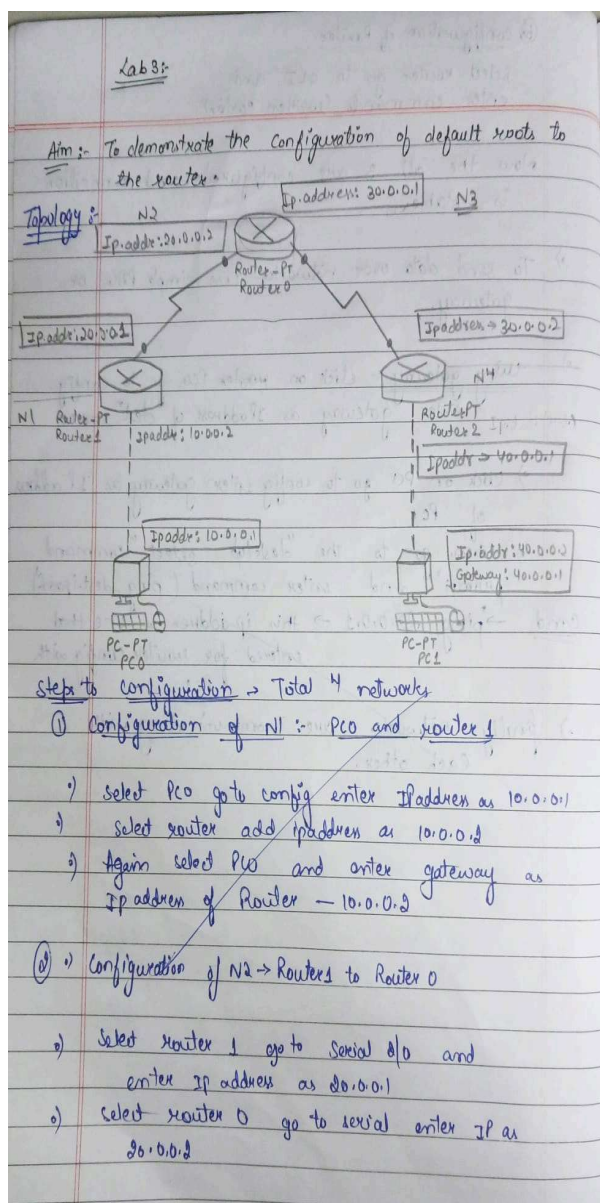 Lab 3:-
Aim :- To demonstrate the configuration of default roots to
the router.
Topology :-
N2
Ip.address: 30.0.0.1
N3
Ip.addr:20.0.0.2
Router-PT
Router 0
Ip.addr:20.0.0.1
Ipaddress→30.0.0.2
N1
Router-PT
Router 1
Ipaddr: 10.0.0.2
N4
Router PT
Router 2
Ipaddr → 40.0.0.1
Ipaddr: 10.0.0.1
Ip.addr:40.0.0.2
Gateway: 40.0.0.1
PC-PT
PC0
PC-PT
PC1
Steps to configuration → Total 4 networks
① Configuration of N1 :- PC0 and router 1
Select PC0 go to config enter IPaddress as 10.0.0.1
Select router add ipaddress as 10.0.0.2
Again select PC0 and enter gateway as
Ip address of Router — 10.0.0.2
② Configuration of N2 → Router1 to Router 0
Select router 1 go to Serial 2/0 and
enter IP address as 20.0.0.1
select router 0 go to serial enter IP as
20.0.0.2